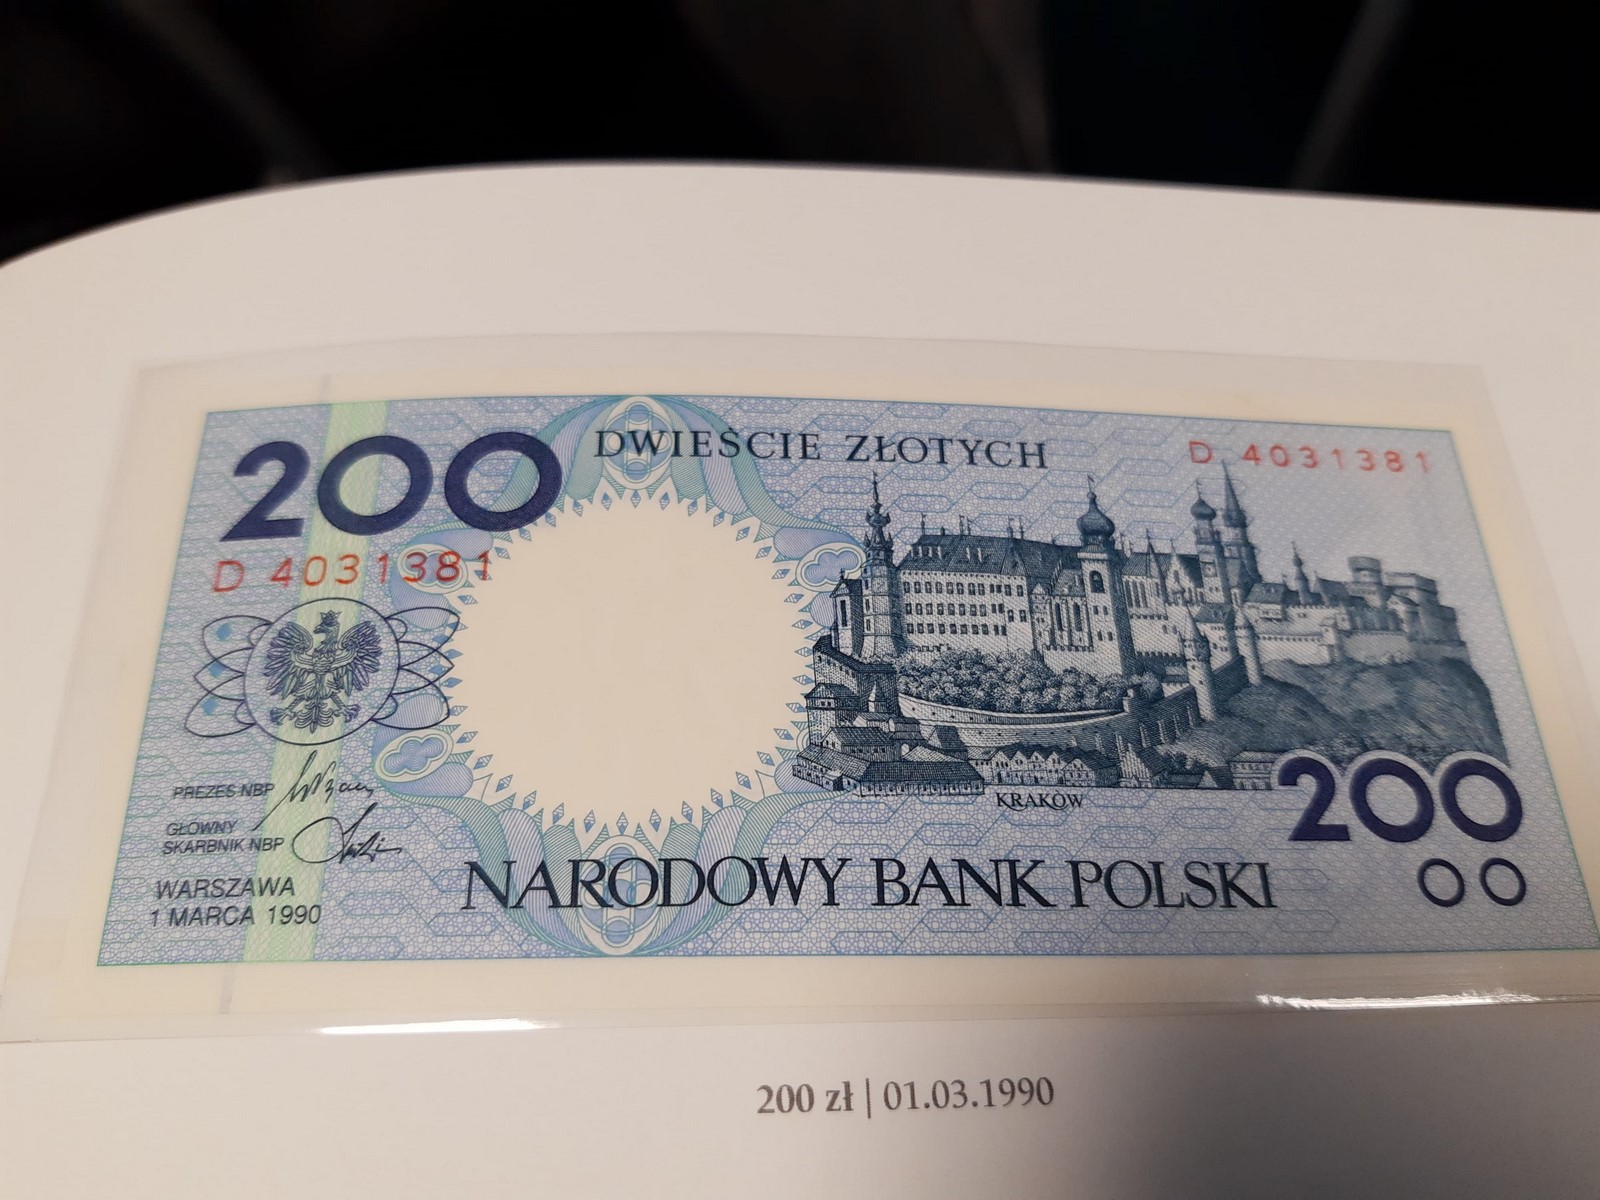 200
DWIEŚCIE ZŁOTYCH
D 4031381
D 4031381
PREZES NBP
GŁÓWNY
SKARBNIK NBP
WARSZAWA
1 MARCA 1990
KRAKÓW
NARODOWY BANK POLSKI
200
00
200 zł | 01.03.1990